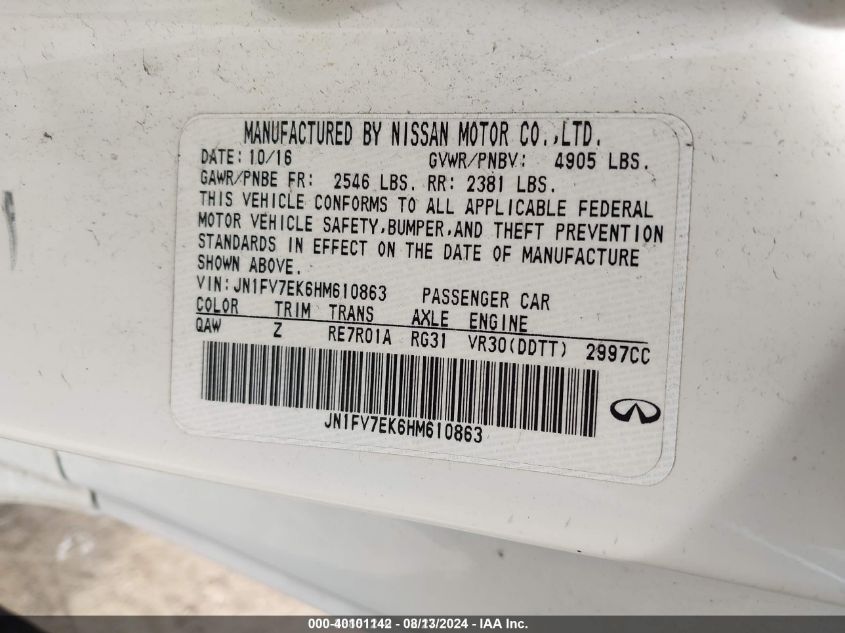 MANUFACTURED BY NISSAN MOTOR CO.,LTD.
DATE: 10/16 GVWR/PNBV: 4905 LBS.
GAWR/PNBE FR: 2546 LBS. RR: 2381 LBS.
THIS VEHICLE CONFORMS TO ALL APPLICABLE FEDERAL
MOTOR VEHICLE SAFETY,BUMPER,AND THEFT PREVENTION
STANDARDS IN EFFECT ON THE DATE OF MANUFACTURE
SHOWN ABOVE.
VIN:JN1FV7EK6HM610863 PASSENGER CAR
COLOR TRIM TRANS AXLE ENGINE
QAW Z RE7R01A RG31 VR30(DDTT) 2997CC
JN1FV7EK6HM610863
000-40101142 - 08/13/2024 - IAA Inc.